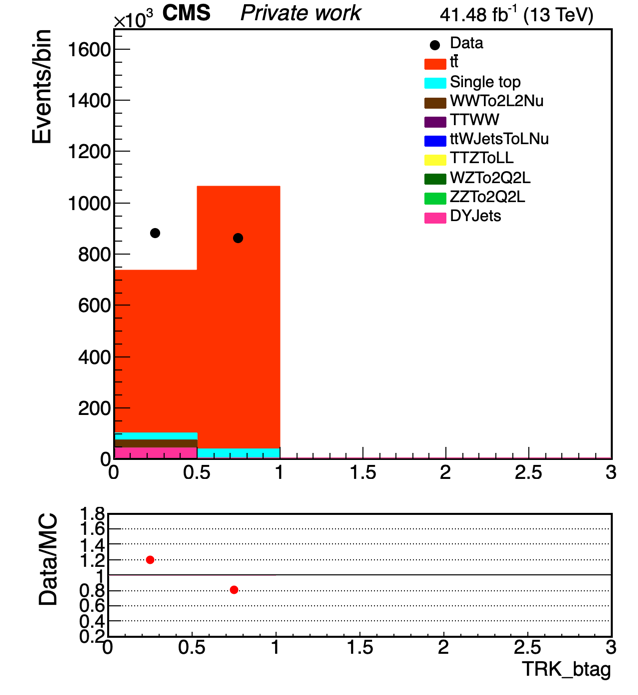 ×10³ CMS Private work 41.48 fb⁻¹ (13 TeV)
Events/bin
1600
1400
1200
1000
800
600
400
200
0
0 0.5 1 1.5 2 2.5 3
Data
tt̄
Single top
WWTo2L2Nu
TTWW
ttWJetsToLNu
TTZToLL
WZTo2Q2L
ZZTo2Q2L
DYJets
Data/MC
1.8
1.6
1.4
1.2
1
0.8
0.6
0.4
0.2
0 0.5 1 1.5 2 2.5 3
TRK_btag